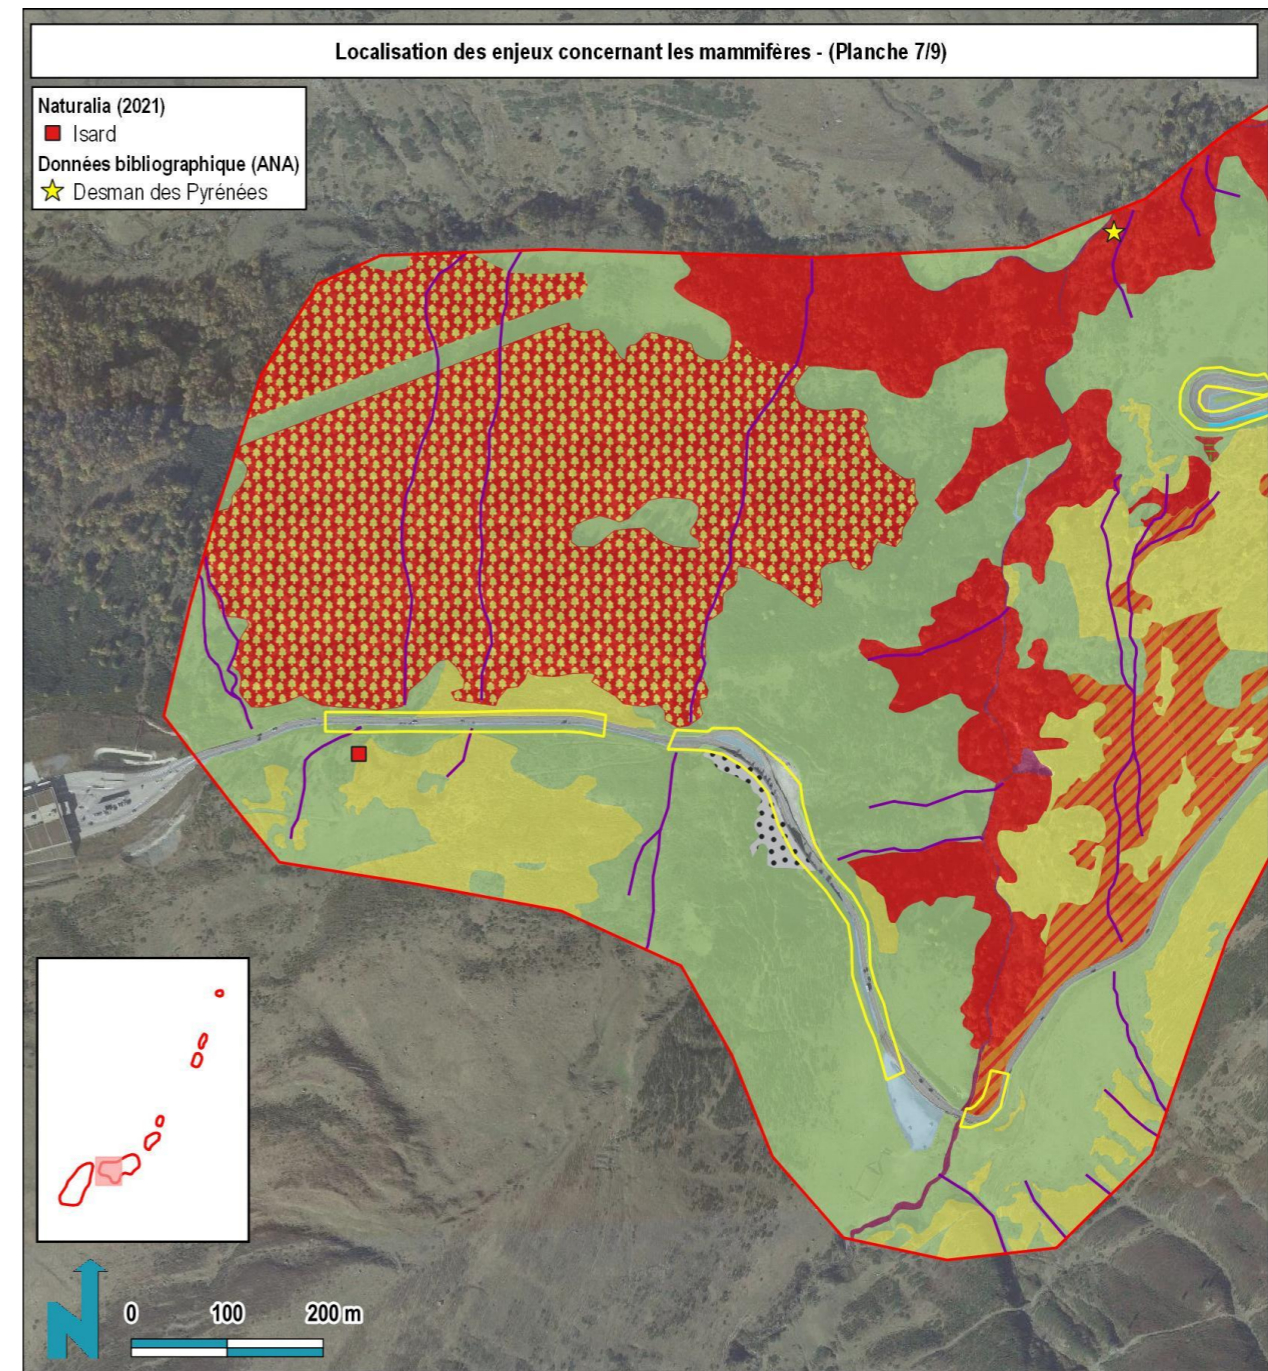 Localisation des enjeux concernant les mammifères - (Planche 7/9)
Naturalia (2021)
Isard
Données bibliographique (ANA)
Desman des Pyrénées
N
0 100 200 m